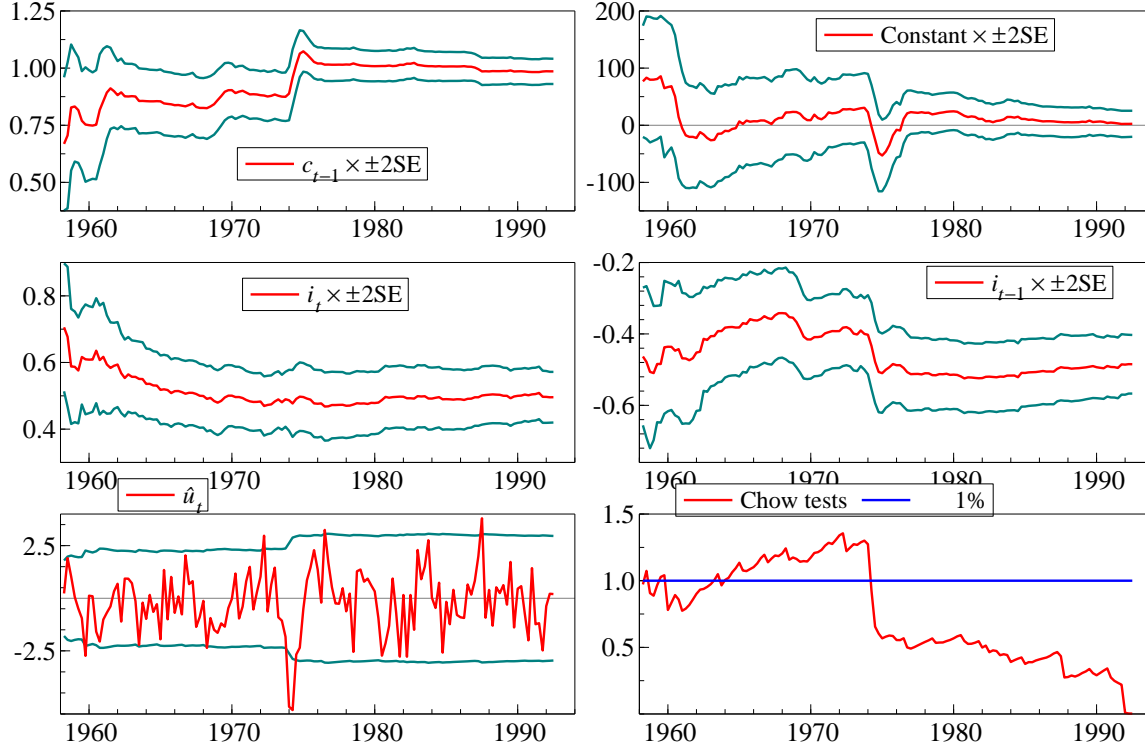 1.25
1.00
0.75
0.50
c_{t−1} × ±2SE
1960 1970 1980 1990
200
100
0
-100
Constant × ±2SE
1960 1970 1980 1990
0.8
0.6
0.4
i_t × ±2SE
1960 1970 1980 1990
-0.2
-0.4
-0.6
i_{t−1} × ±2SE
1960 1970 1980 1990
û_t
2.5
-2.5
1960 1970 1980 1990
Chow tests 1%
1.5
1.0
0.5
1960 1970 1980 1990